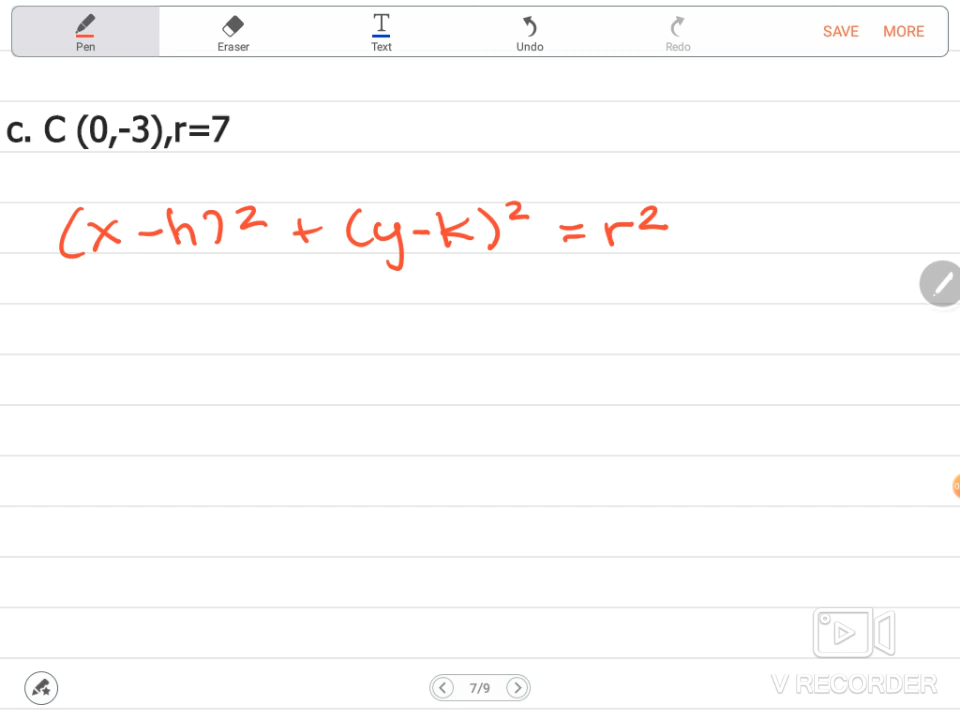 Pen Eraser Text Undo Redo SAVE MORE
c. C (0,-3),r=7
(x-h)² + (y-k)² = r²
V RECORDER
7/9